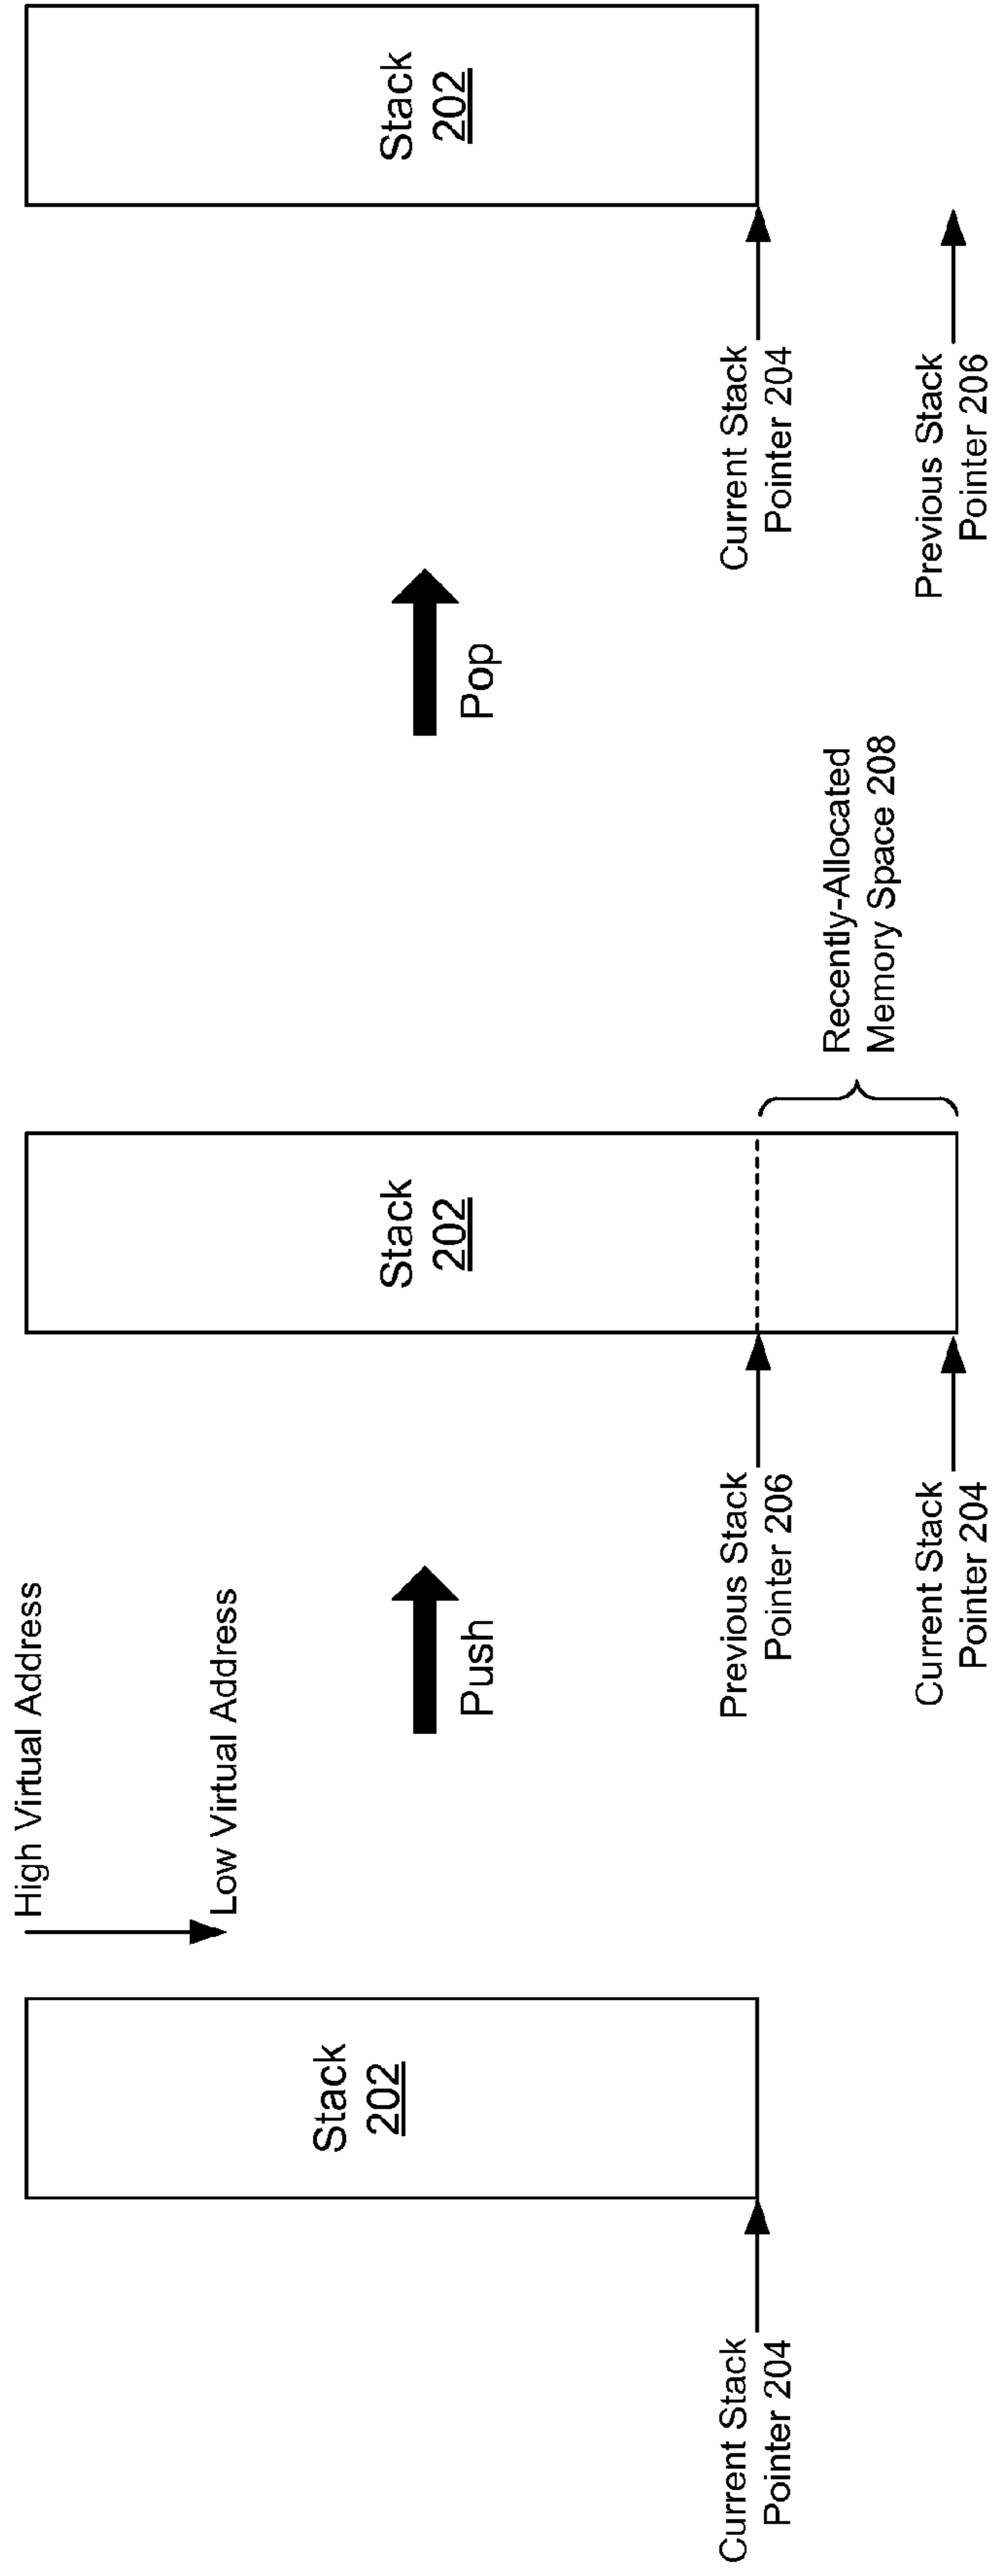 High Virtual Address
Low Virtual Address
Stack
202
Current Stack
Pointer 204
Push
Stack
202
Previous Stack
Pointer 206
Current Stack
Pointer 204
Recently-Allocated
Memory Space 208
Pop
Stack
202
Current Stack
Pointer 204
Previous Stack
Pointer 206